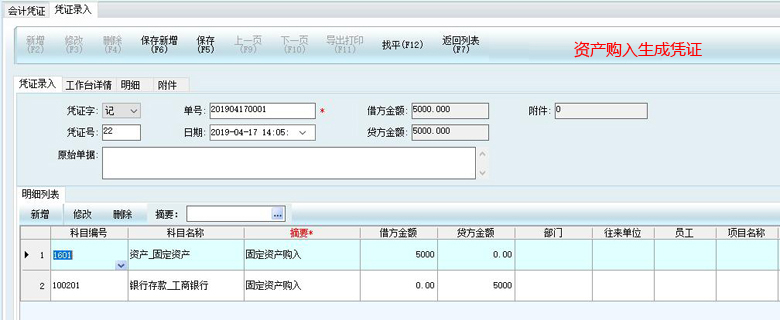 会计凭证 凭证录入
新增 修改 删除 保存新增 保存 上一页 下一页 导出打印 找平(F12) 返回列表
(F2) (F3) (F4) (F6) (F5) (F9) (F10) (F11) (F7)
资产购入生成凭证
凭证录入 工作台详情 明细 附件
凭证字: 记 单号: 201904170001 * 借方金额: 5000.000 附件: 0
凭证号: 22 日期: 2019-04-17 14:05: 贷方金额: 5000.000
原始单据:
明细列表
新增 修改 删除 摘要: ...
科目编号 科目名称 摘要* 借方金额 贷方金额 部门 往来单位 员工 项目名称
1 1601 资产_固定资产 固定资产购入 5000 0.00
2 100201 银行存款_工商银行 固定资产购入 0.00 5000